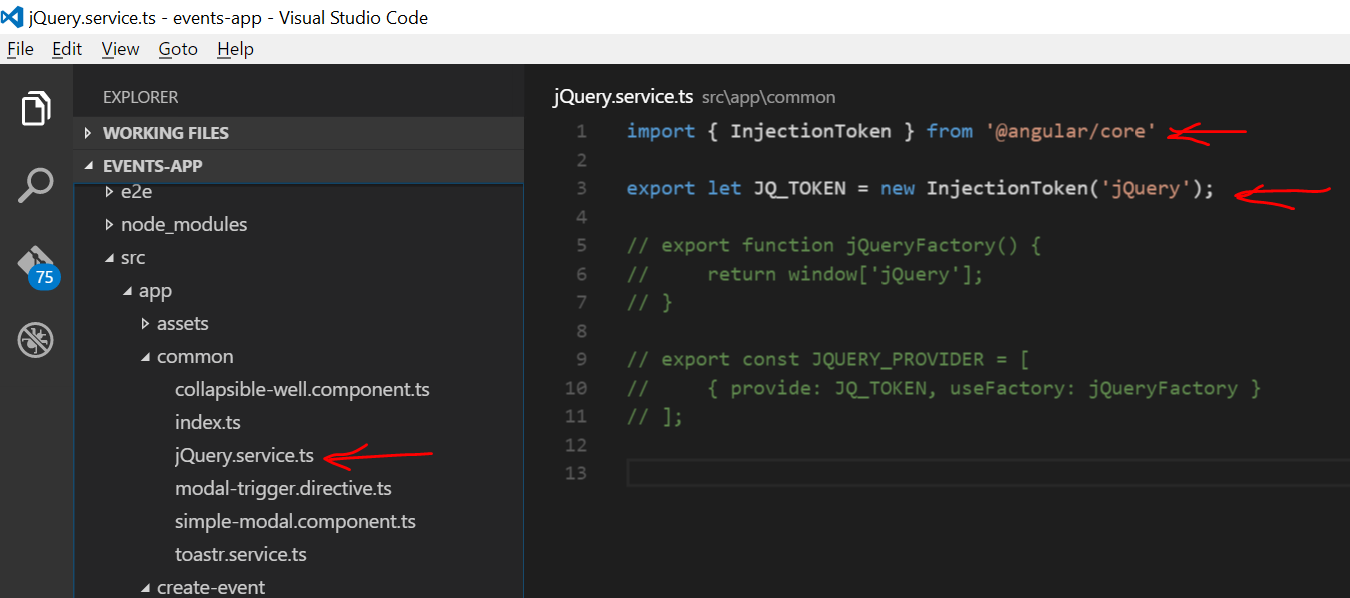 jQuery.service.ts - events-app - Visual Studio Code
File Edit View Goto Help
EXPLORER
WORKING FILES
EVENTS-APP
e2e
node_modules
src
app
assets
common
collapsible-well.component.ts
index.ts
jQuery.service.ts
modal-trigger.directive.ts
simple-modal.component.ts
toastr.service.ts
create-event
75
jQuery.service.ts src\app\common
1 import { InjectionToken } from '@angular/core'
2
3 export let JQ_TOKEN = new InjectionToken('jQuery');
4
5 // export function jQueryFactory() {
6 //     return window['jQuery'];
7 // }
8
9 // export const JQUERY_PROVIDER = [
10 //     { provide: JQ_TOKEN, useFactory: jQueryFactory }
11 // ];
12
13